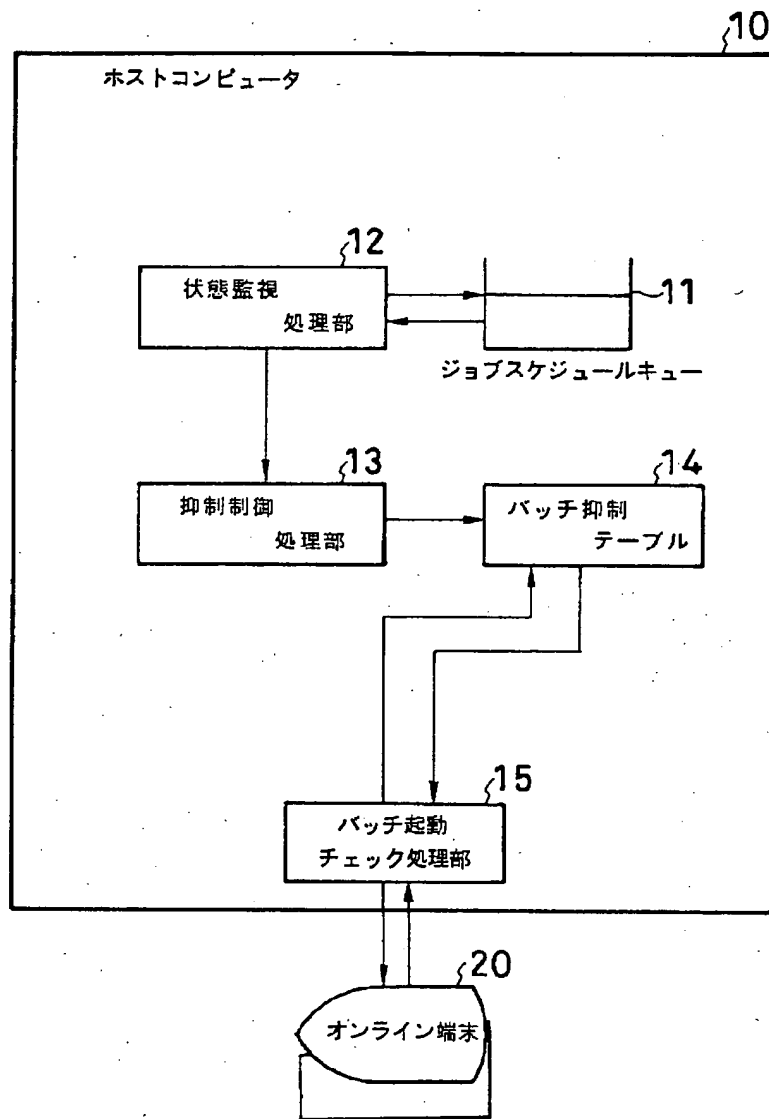 10
ホストコンピュータ
12
状態監視
処理部
11
ジョブスケジュールキュー
13
抑制制御
処理部
14
バッチ抑制
テーブル
15
バッチ起動
チェック処理部
20
オンライン端末